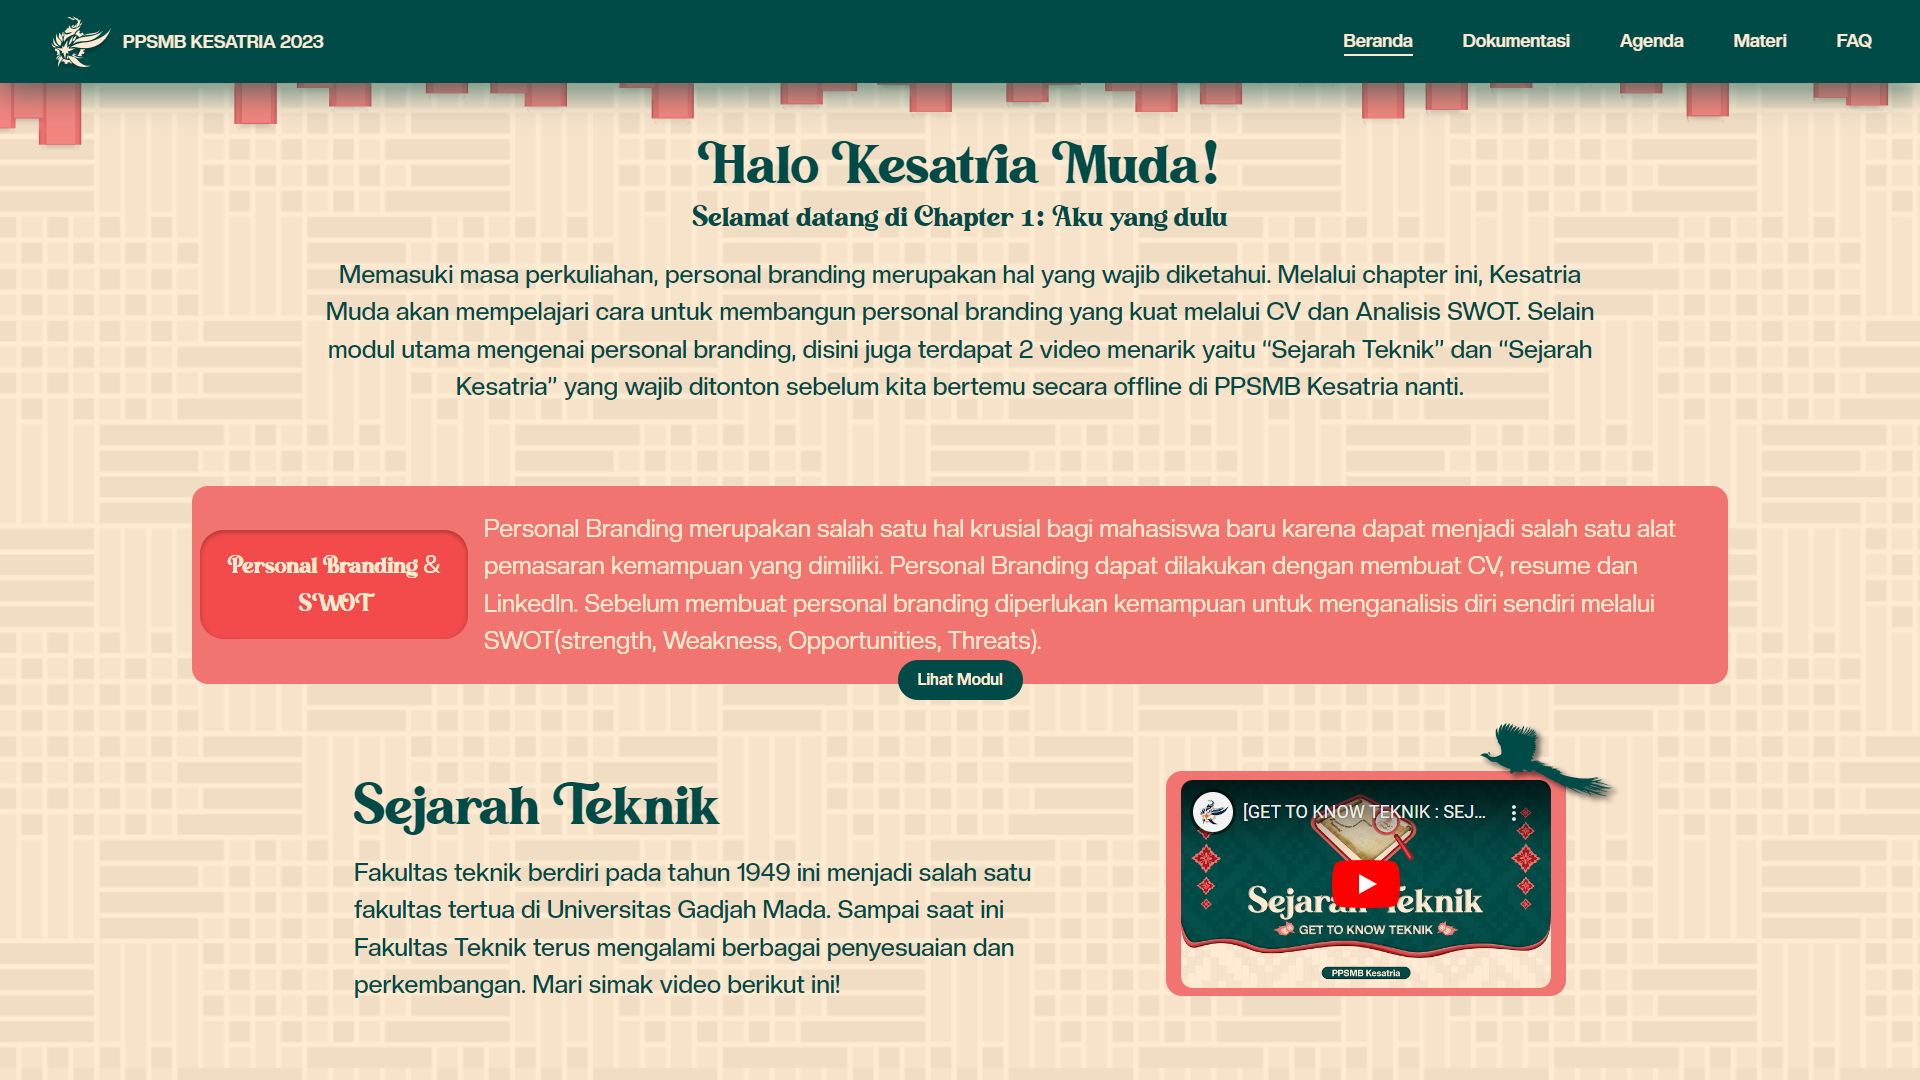 PPSMB KESATRIA 2023
Beranda
Dokumentasi
Agenda
Materi
FAQ
Halo Kesatria Muda!
Selamat datang di Chapter 1: Aku yang dulu
Memasuki masa perkuliahan, personal branding merupakan hal yang wajib diketahui. Melalui chapter ini, Kesatria
Muda akan mempelajari cara untuk membangun personal branding yang kuat melalui CV dan Analisis SWOT. Selain
modul utama mengenai personal branding, disini juga terdapat 2 video menarik yaitu “Sejarah Teknik” dan “Sejarah
Kesatria” yang wajib ditonton sebelum kita bertemu secara offline di PPSMB Kesatria nanti.
Personal Branding &
SWOT
Personal Branding merupakan salah satu hal krusial bagi mahasiswa baru karena dapat menjadi salah satu alat
pemasaran kemampuan yang dimiliki. Personal Branding dapat dilakukan dengan membuat CV, resume dan
LinkedIn. Sebelum membuat personal branding diperlukan kemampuan untuk menganalisis diri sendiri melalui
SWOT(strength, Weakness, Opportunities, Threats).
Lihat Modul
Sejarah Teknik
Fakultas teknik berdiri pada tahun 1949 ini menjadi salah satu
fakultas tertua di Universitas Gadjah Mada. Sampai saat ini
Fakultas Teknik terus mengalami berbagai penyesuaian dan
perkembangan. Mari simak video berikut ini!
[GET TO KNOW TEKNIK : SEJ...
Sejarah Teknik
GET TO KNOW TEKNIK
PPSMB Kesatria